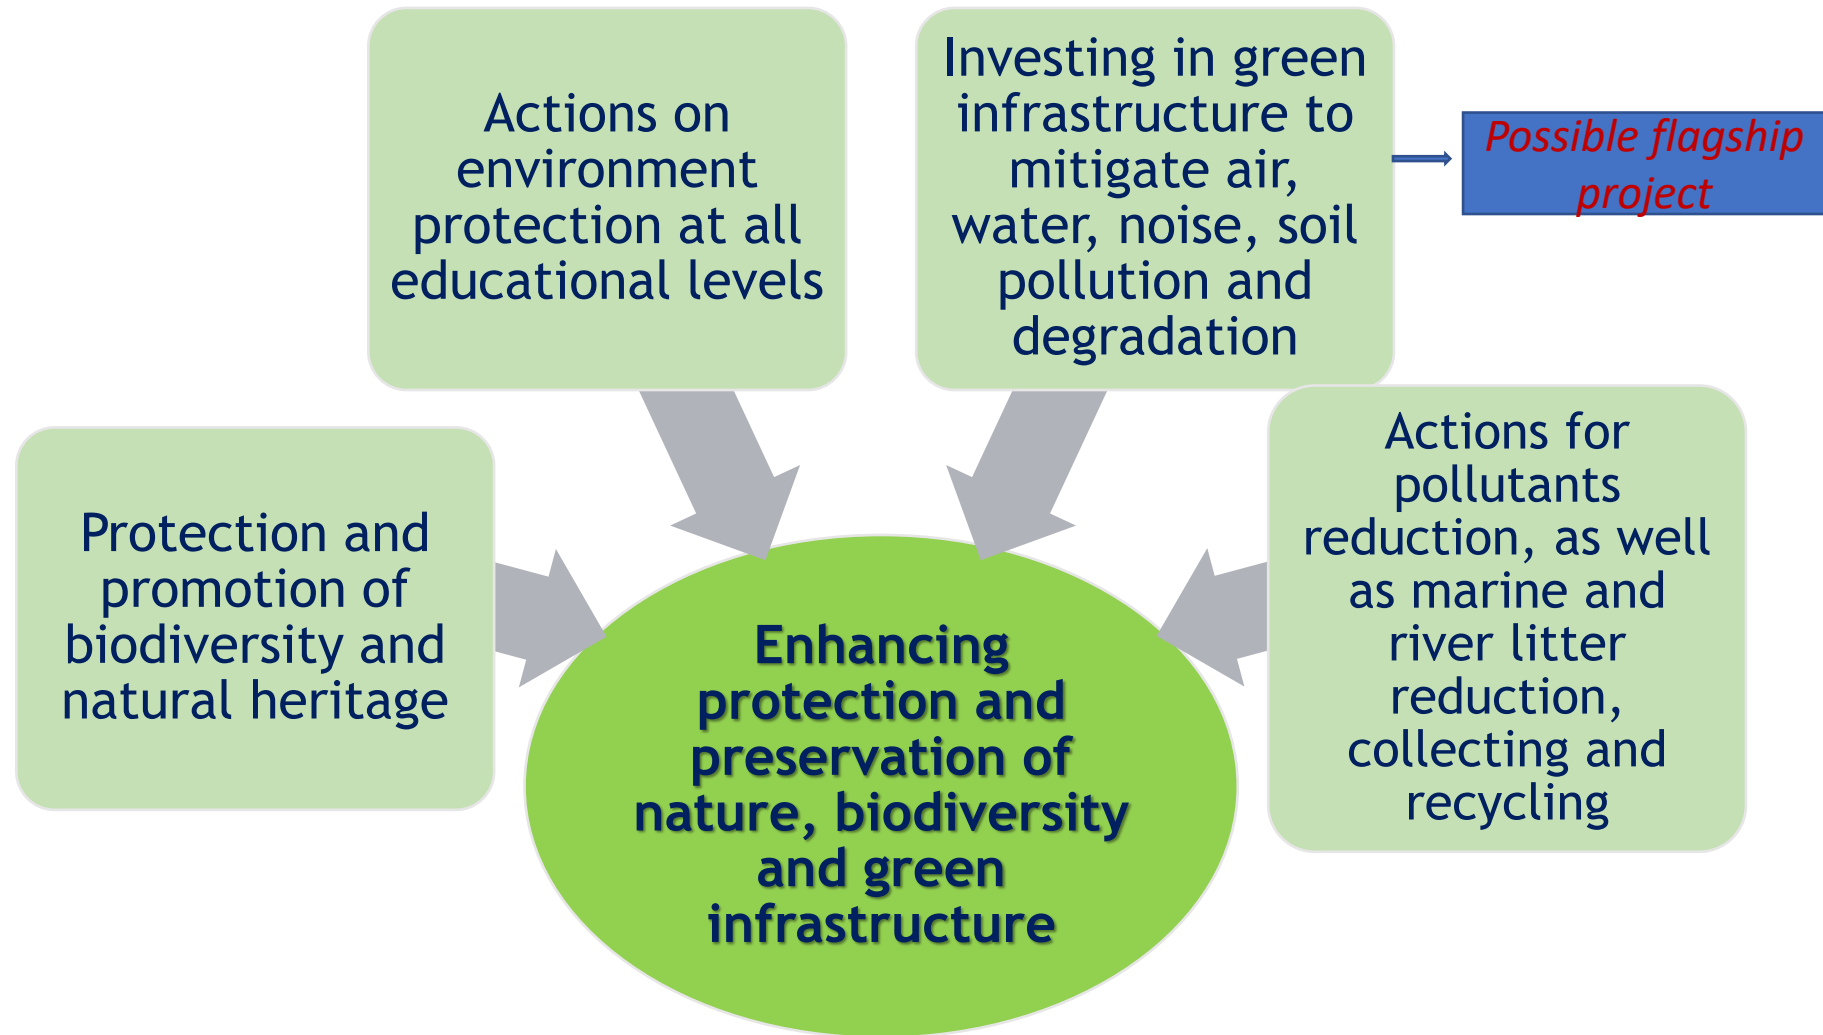 Actions on
environment
protection at all
educational levels
Investing in green
infrastructure to
mitigate air,
water, noise, soil
pollution and
degradation
Possible flagship
project
Protection and
promotion of
biodiversity and
natural heritage
Actions for
pollutants
reduction, as well
as marine and
river litter
reduction,
collecting and
recycling
Enhancing
protection and
preservation of
nature, biodiversity
and green
infrastructure